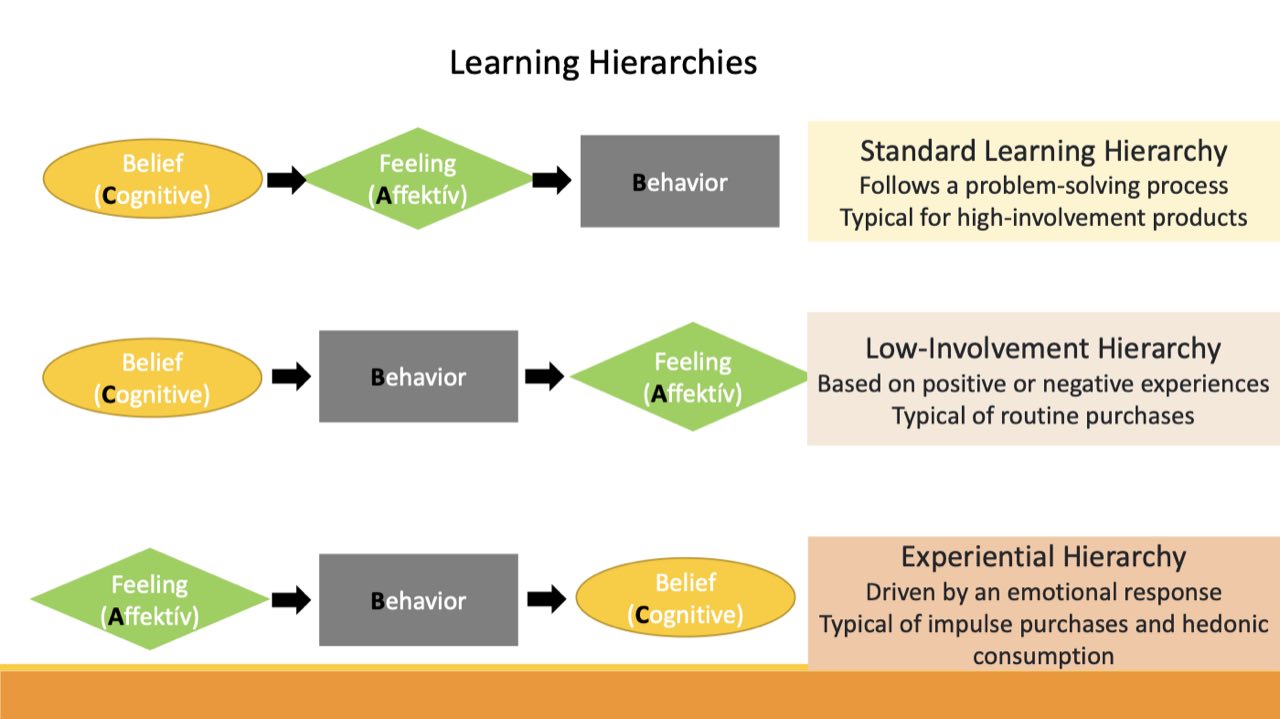 Learning Hierarchies
Belief
(Cognitive)
Feeling
(Affektív)
Behavior
Standard Learning Hierarchy
Follows a problem-solving process
Typical for high-involvement products
Belief
(Cognitive)
Behavior
Feeling
(Affektív)
Low-Involvement Hierarchy
Based on positive or negative experiences
Typical of routine purchases
Feeling
(Affektív)
Behavior
Belief
(Cognitive)
Experiential Hierarchy
Driven by an emotional response
Typical of impulse purchases and hedonic
consumption